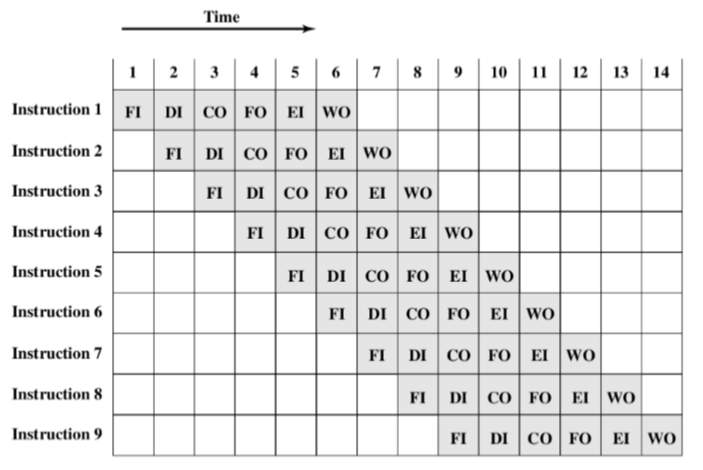 Time
1 2 3 4 5 6 7 8 9 10 11 12 13 14
Instruction 1 FI DI CO FO EI WO
Instruction 2 FI DI CO FO EI WO
Instruction 3 FI DI CO FO EI WO
Instruction 4 FI DI CO FO EI WO
Instruction 5 FI DI CO FO EI WO
Instruction 6 FI DI CO FO EI WO
Instruction 7 FI DI CO FO EI WO
Instruction 8 FI DI CO FO EI WO
Instruction 9 FI DI CO FO EI WO